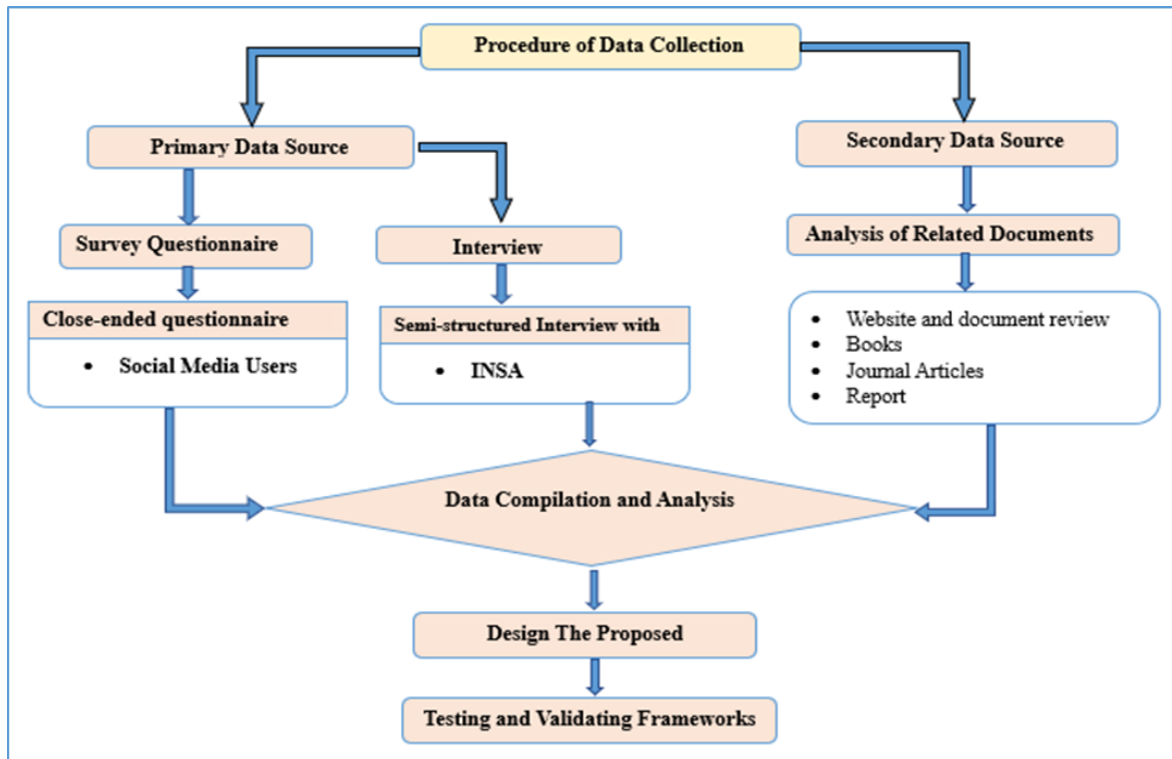 Procedure of Data Collection
Primary Data Source
Secondary Data Source
Survey Questionnaire
Interview
Analysis of Related Documents
Close-ended questionnaire
• Social Media Users
Semi-structured Interview with
• INSA
• Website and document review
• Books
• Journal Articles
• Report
Data Compilation and Analysis
Design The Proposed
Testing and Validating Frameworks